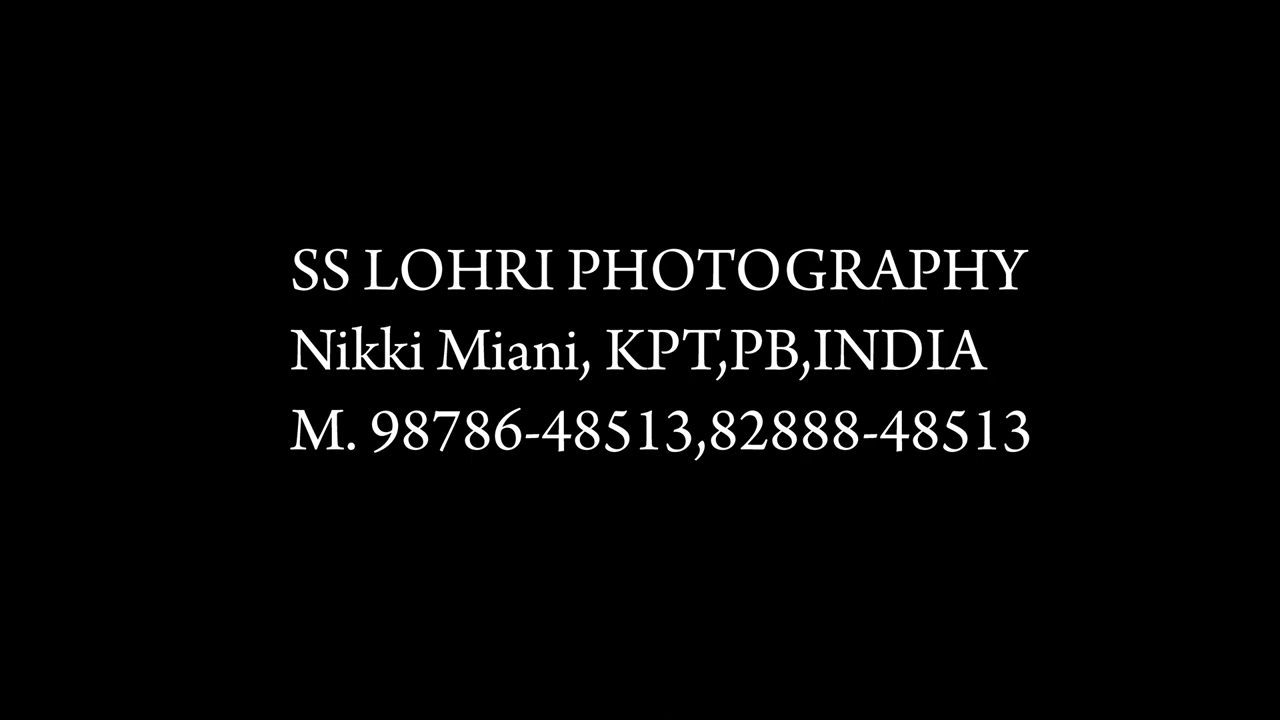 SS LOHRI PHOTOGRAPHY
Nikki Miani, KPT,PB,INDIA
M. 98786-48513,82888-48513